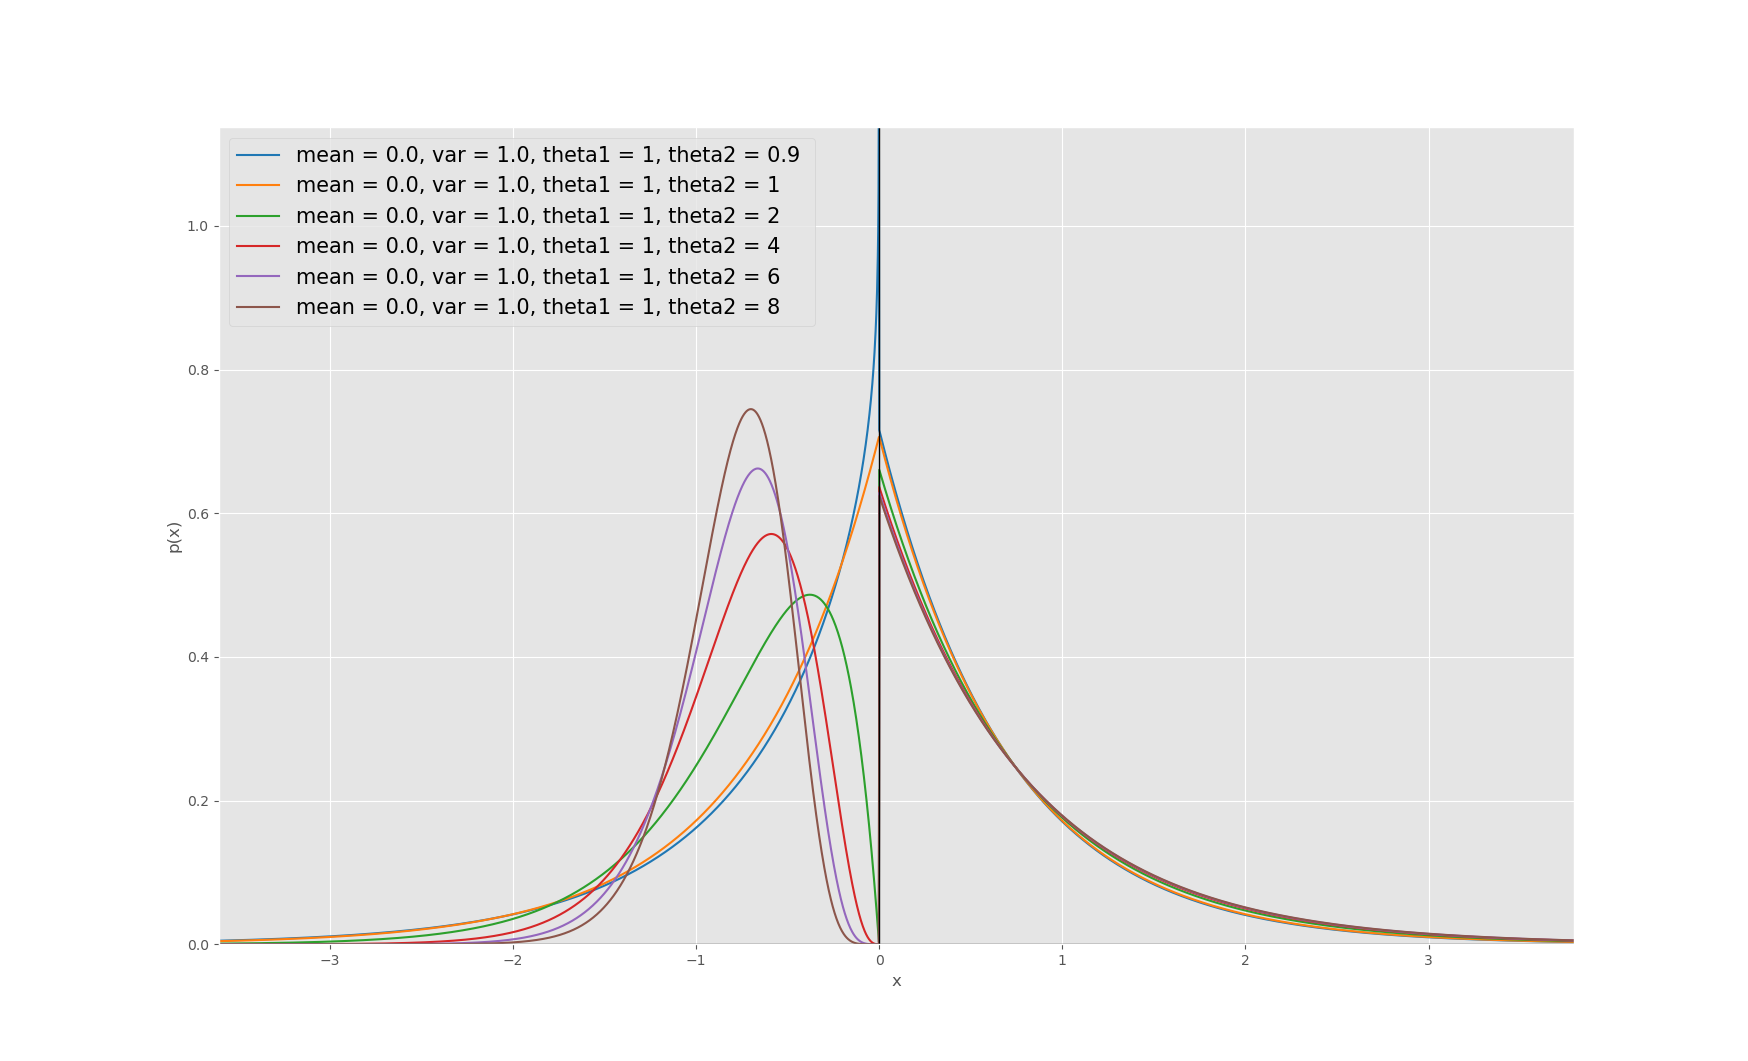 mean = 0.0, var = 1.0, theta1 = 1, theta2 = 0.9
mean = 0.0, var = 1.0, theta1 = 1, theta2 = 1
mean = 0.0, var = 1.0, theta1 = 1, theta2 = 2
mean = 0.0, var = 1.0, theta1 = 1, theta2 = 4
mean = 0.0, var = 1.0, theta1 = 1, theta2 = 6
mean = 0.0, var = 1.0, theta1 = 1, theta2 = 8
1.0
0.8
0.6
0.4
0.2
0.0
p(x)
−3 −2 −1 0 1 2 3
x